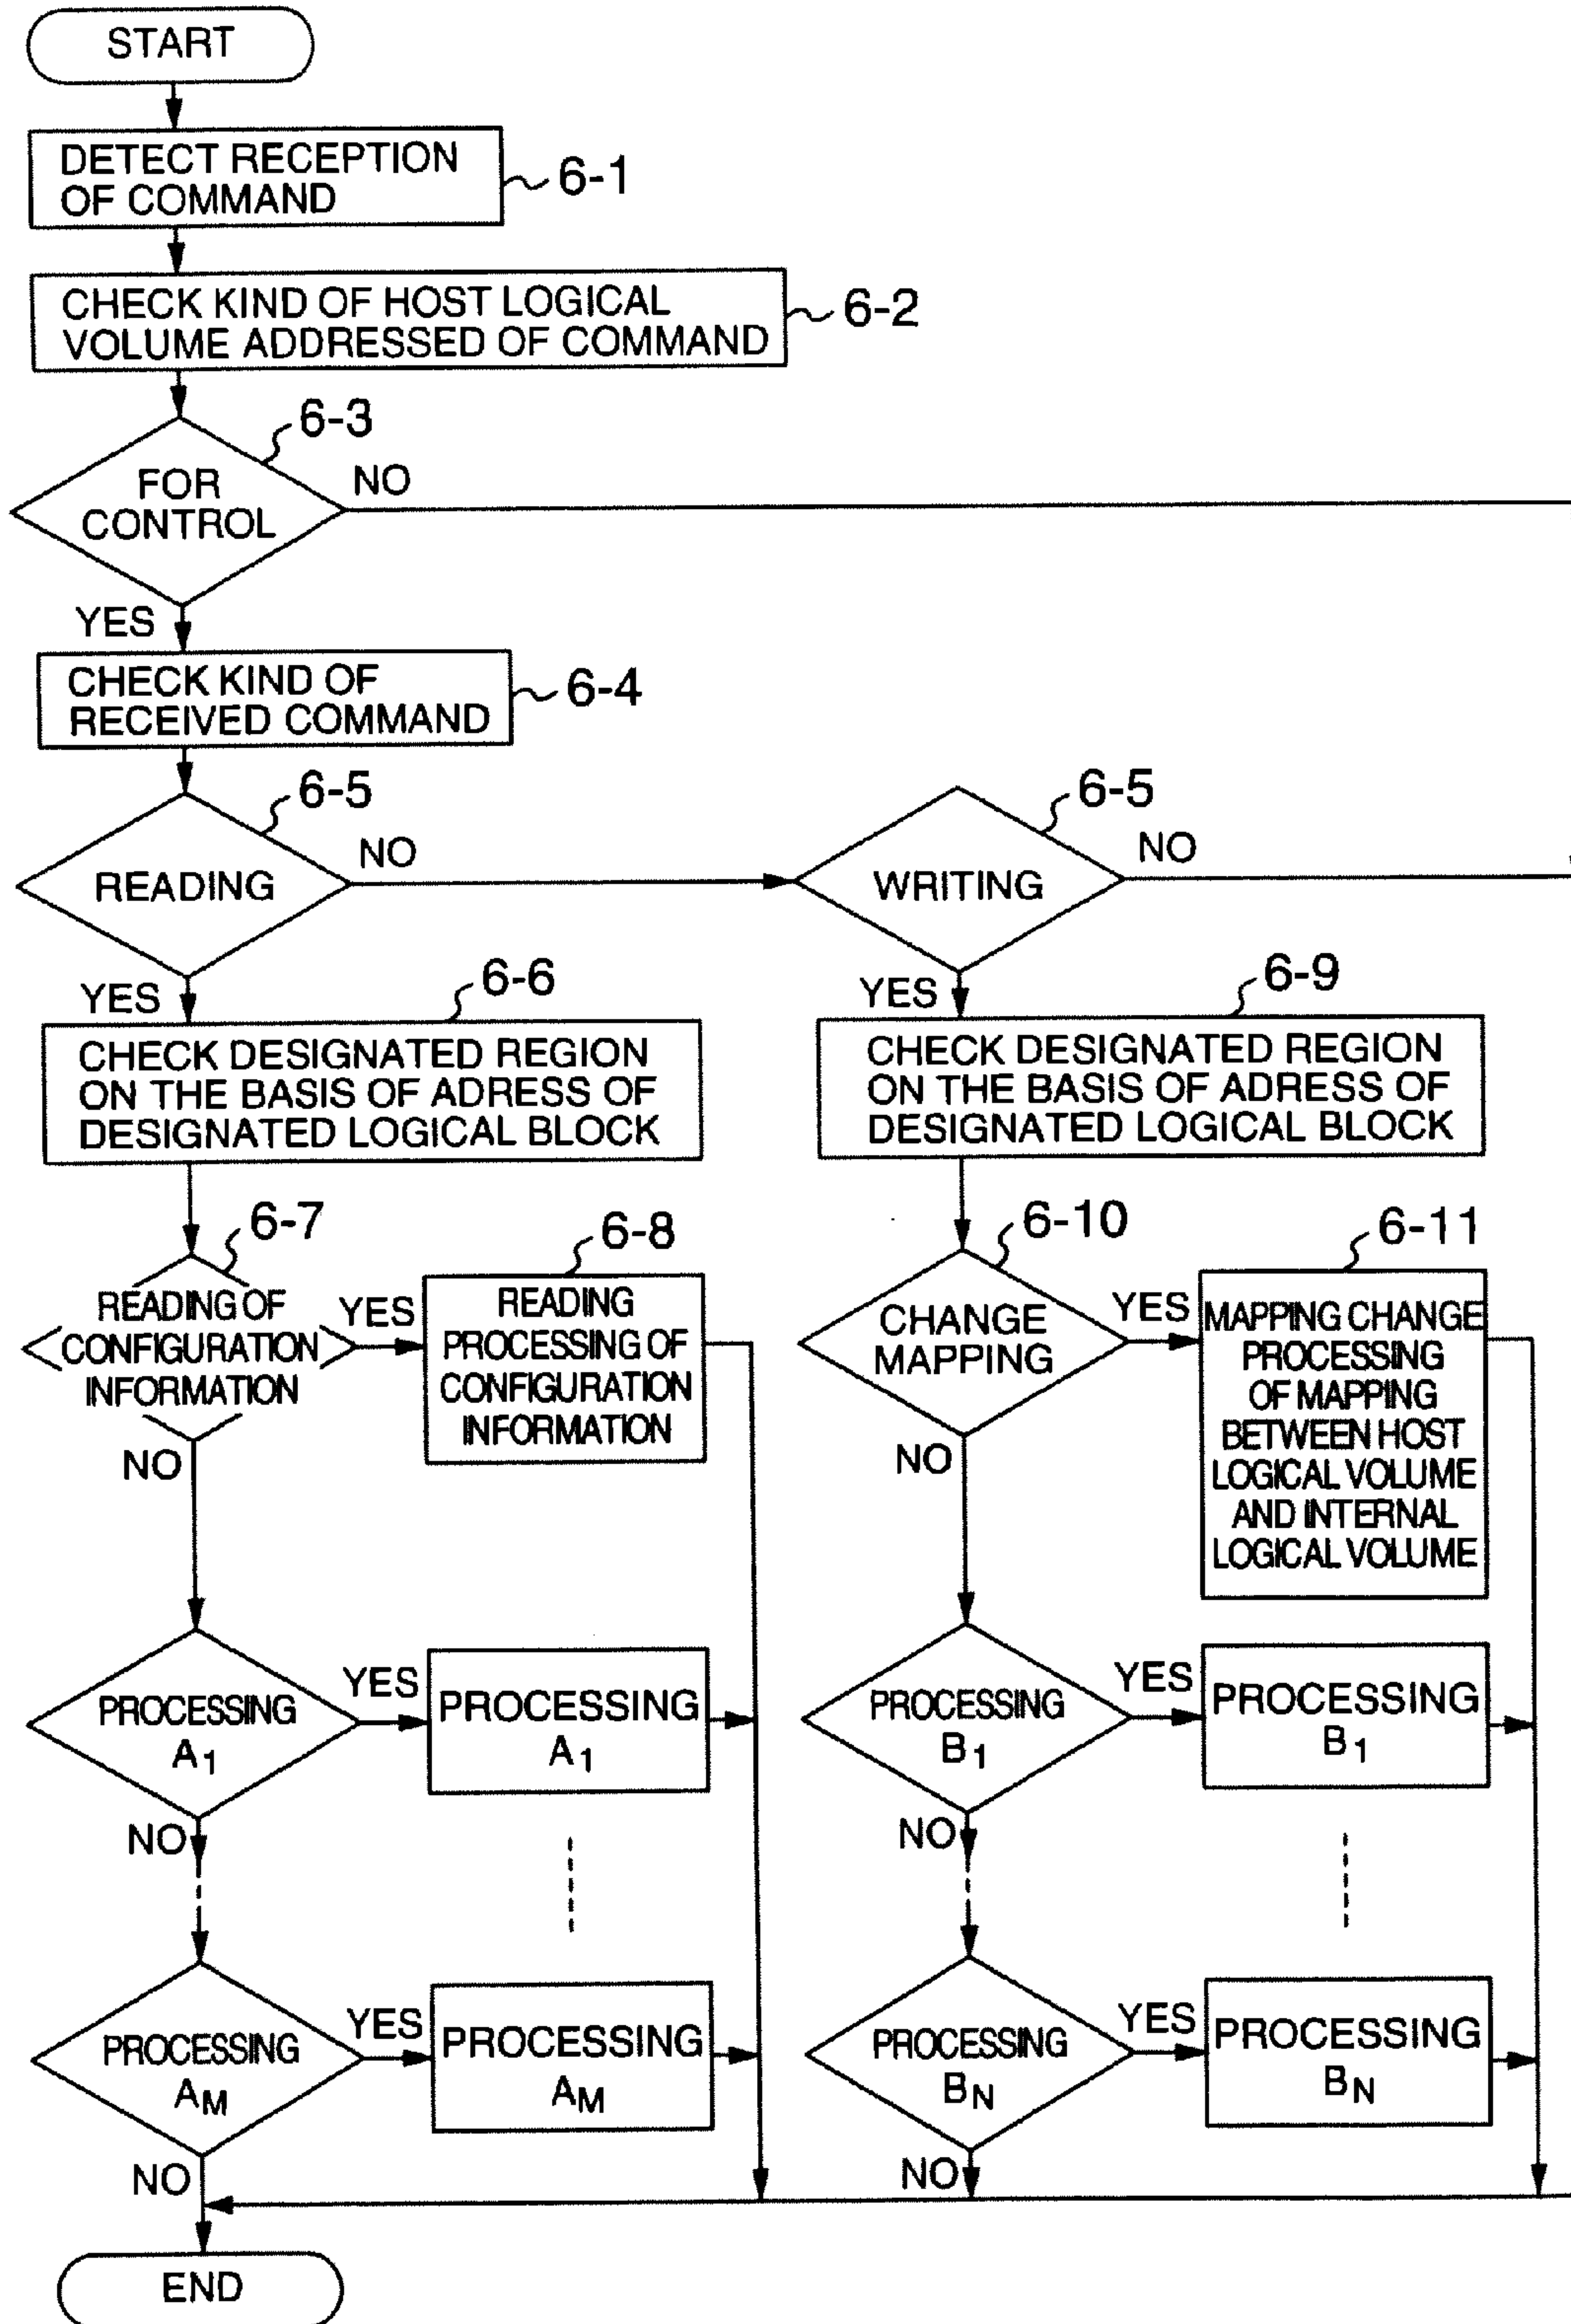 START
DETECT RECEPTION
OF COMMAND
6-1
CHECK KIND OF HOST LOGICAL
VOLUME ADDRESSED OF COMMAND
6-2
6-3
FOR
CONTROL
NO
YES
CHECK KIND OF
RECEIVED COMMAND
6-4
6-5
READING
NO
6-5
WRITING
NO
YES
6-6
CHECK DESIGNATED REGION
ON THE BASIS OF ADRESS OF
DESIGNATED LOGICAL BLOCK
YES
6-9
CHECK DESIGNATED REGION
ON THE BASIS OF ADRESS OF
DESIGNATED LOGICAL BLOCK
6-7
READING OF
CONFIGURATION
INFORMATION
YES
NO
6-8
READING
PROCESSING OF
CONFIGURATION
INFORMATION
6-10
CHANGE
MAPPING
YES
NO
6-11
MAPPING CHANGE
PROCESSING
OF MAPPING
BETWEEN HOST
LOGICAL VOLUME
AND INTERNAL
LOGICAL VOLUME
PROCESSING
A1
YES
PROCESSING
A1
NO
PROCESSING
B1
YES
PROCESSING
B1
NO
PROCESSING
AM
YES
PROCESSING
AM
NO
PROCESSING
BN
YES
PROCESSING
BN
NO
END